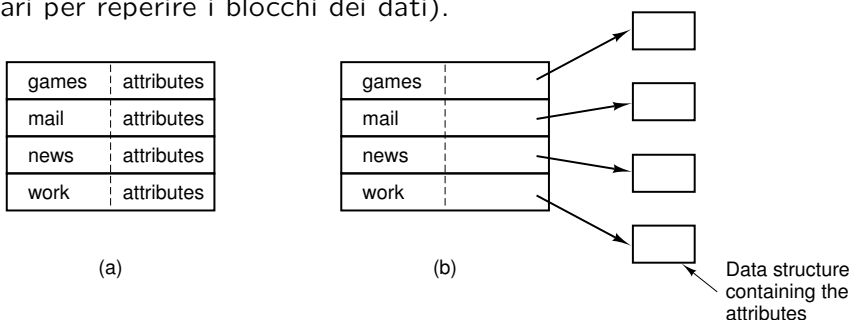 ari per reperire i blocchi dei dati).
games attributes
mail attributes
news attributes
work attributes
(a)
games
mail
news
work
(b)
Data structure
containing the
attributes